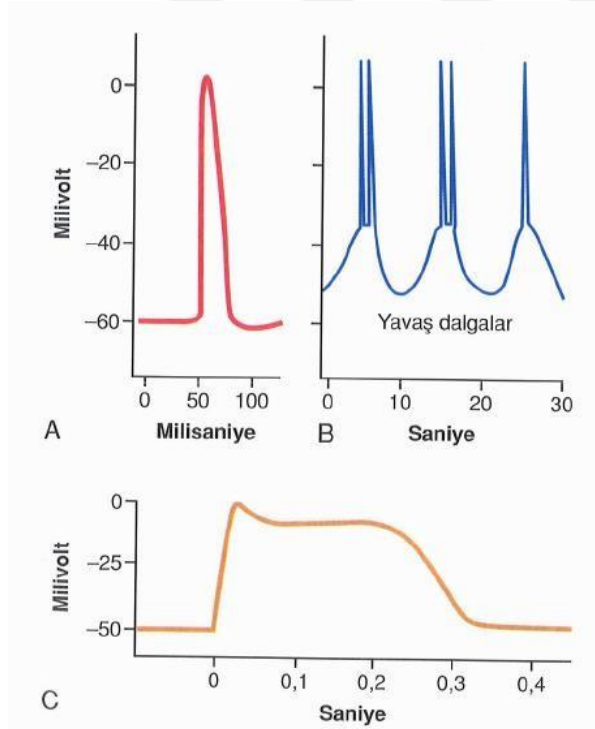 Milivolt
0
−20
−40
−60
0 50 100
Milisaniye
A
Yavaş dalgalar
0 10 20 30
Saniye
B
Milivolt
0
−25
−50
0 0,1 0,2 0,3 0,4
Saniye
C